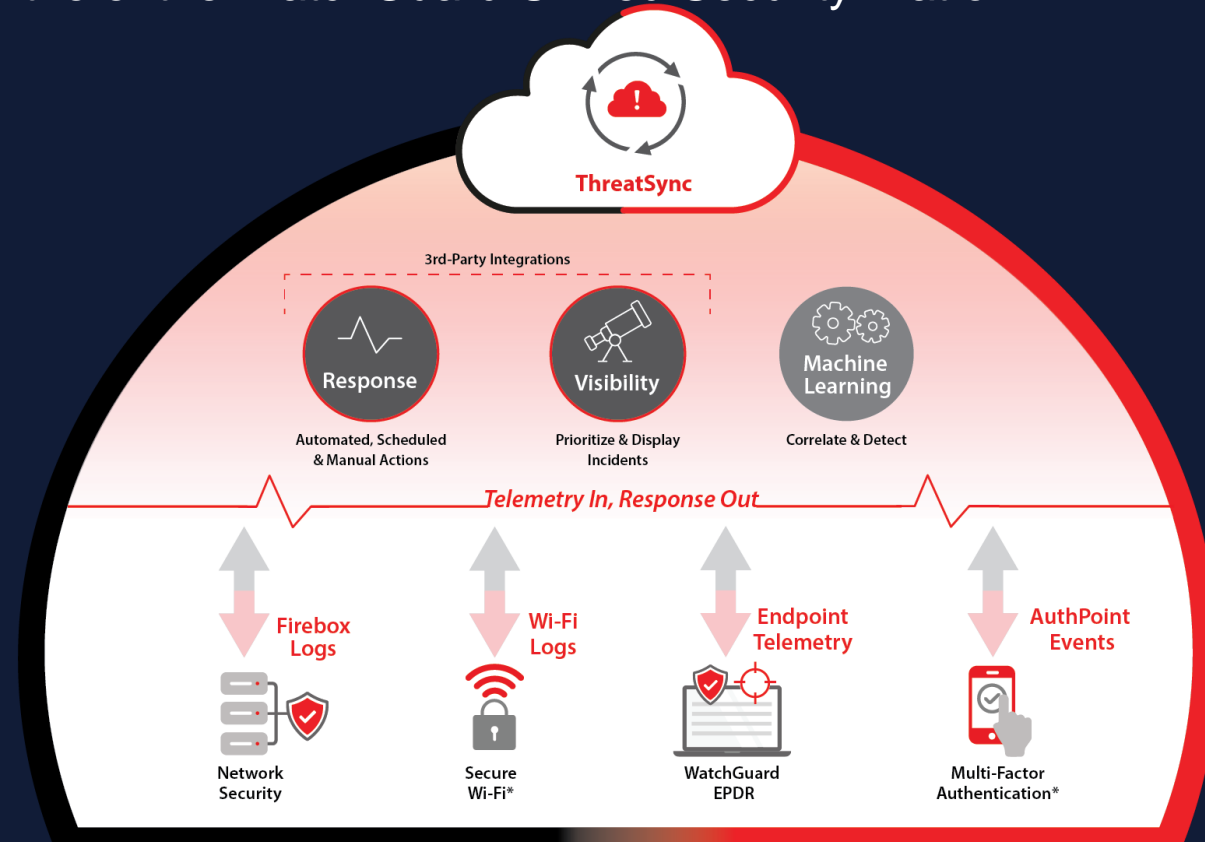 ThreatSync
3rd-Party Integrations
Response
Visibility
Machine
Learning
Automated, Scheduled
& Manual Actions
Prioritize & Display
Incidents
Correlate & Detect
Telemetry In, Response Out
Firebox
Logs
Wi-Fi
Logs
Endpoint
Telemetry
AuthPoint
Events
Network
Security
Secure
Wi-Fi*
WatchGuard
EPDR
Multi-Factor
Authentication*